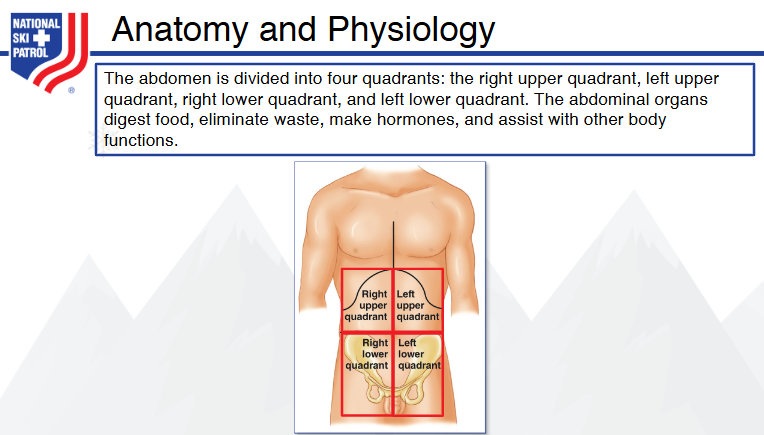 NATIONAL
SKI
PATROL
®
Anatomy and Physiology
The abdomen is divided into four quadrants: the right upper quadrant, left upper
quadrant, right lower quadrant, and left lower quadrant. The abdominal organs
digest food, eliminate waste, make hormones, and assist with other body
functions.
Right
upper
quadrant
Left
upper
quadrant
Right
lower
quadrant
Left
lower
quadrant